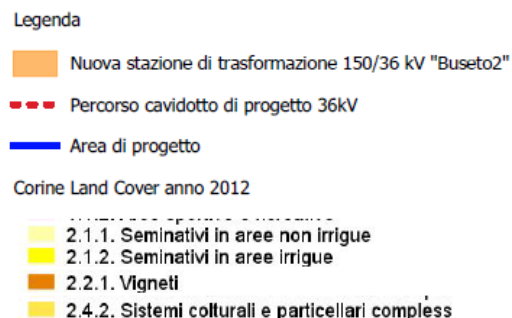 Legenda
Nuova stazione di trasformazione 150/36 kV "Buseto2"
Percorso cavidotto di progetto 36kV
Area di progetto
Corine Land Cover anno 2012
2.1.1. Seminativi in aree non irrigue
2.1.2. Seminativi in aree irrigue
2.2.1. Vigneti
2.4.2. Sistemi colturali e particellari compless